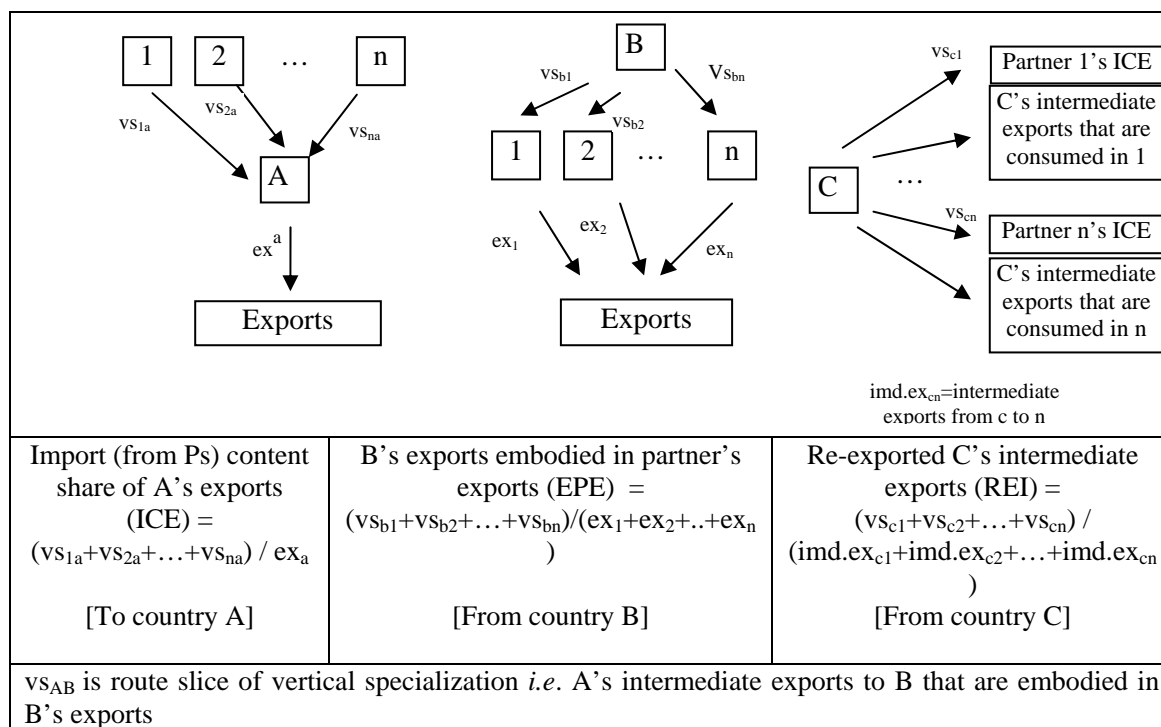 1 2 … n
vs1a
vs2a
vsna
A
ex a
Exports
B
vsb1
Vsbn
vsb2
1 2 … n
ex1
ex2
exn
Exports
C
vsc1
Partner 1's ICE
C's intermediate
exports that are
consumed in 1
…
vscn
Partner n's ICE
C's intermediate
exports that are
consumed in n
imd.excn=intermediate
exports from c to n
Import (from Ps) content
share of A's exports
(ICE) =
(vs1a+vs2a+…+vsna) / exa
[To country A]
B's exports embodied in partner's
exports (EPE) =
(vsb1+vsb2+…+vsbn)/(ex1+ex2+..+exn
)
[From country B]
Re-exported C's intermediate
exports (REI) =
(vsc1+vsc2+…+vscn) /
(imd.exc1+imd.exc2+…+imd.excn
)
[From country C]
vsAB is route slice of vertical specialization i.e. A's intermediate exports to B that are embodied in
B's exports